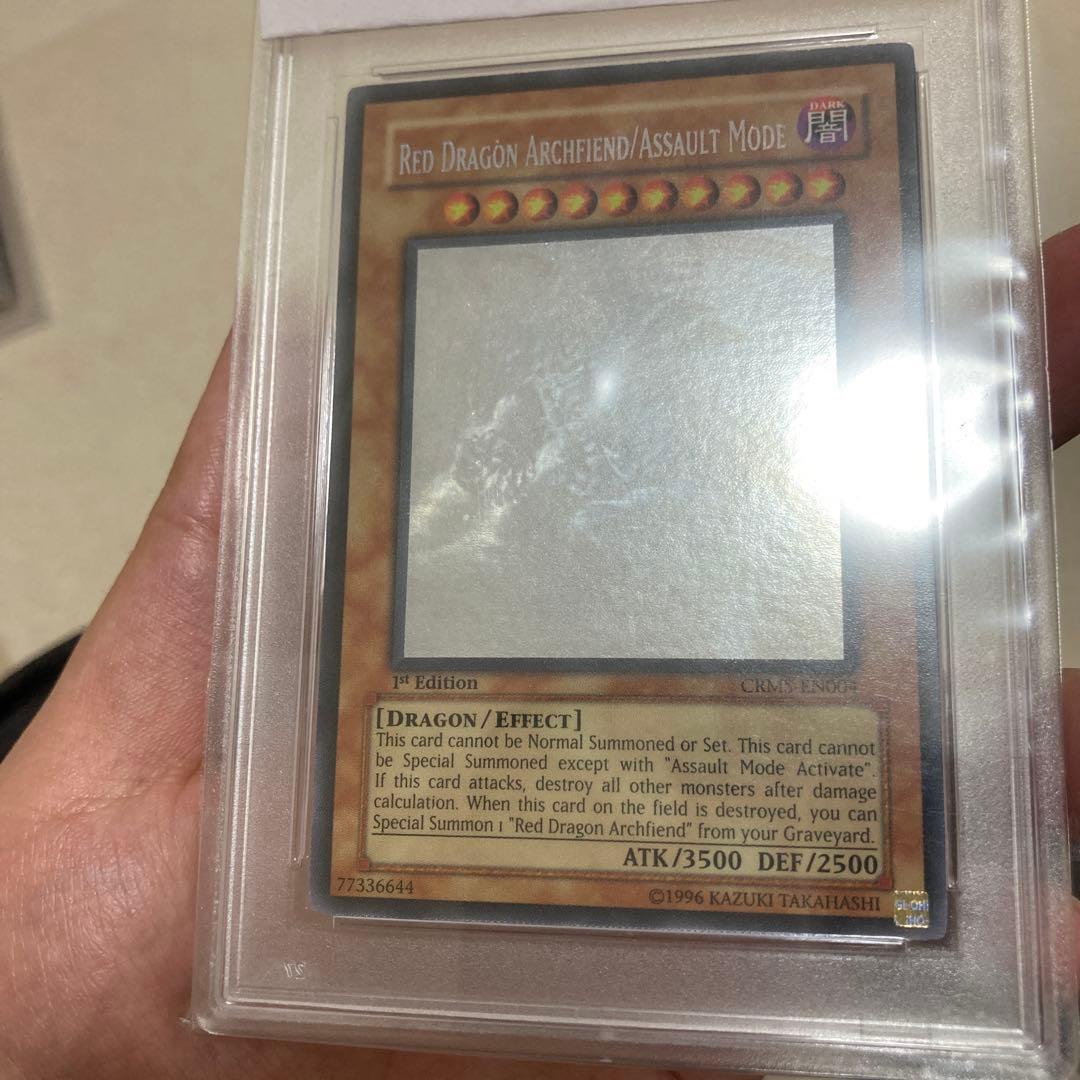 RED DRAGON ARCHFIEND/ASSAULT MODE
DARK
闇
1st Edition
CRMS-EN004
[DRAGON/EFFECT]
This card cannot be Normal Summoned or Set. This card cannot
be Special Summoned except with "Assault Mode Activate".
If this card attacks, destroy all other monsters after damage
calculation. When this card on the field is destroyed, you can
Special Summon 1 "Red Dragon Archfiend" from your Graveyard.
ATK/3500 DEF/2500
77336644
©1996 KAZUKI TAKAHASHI